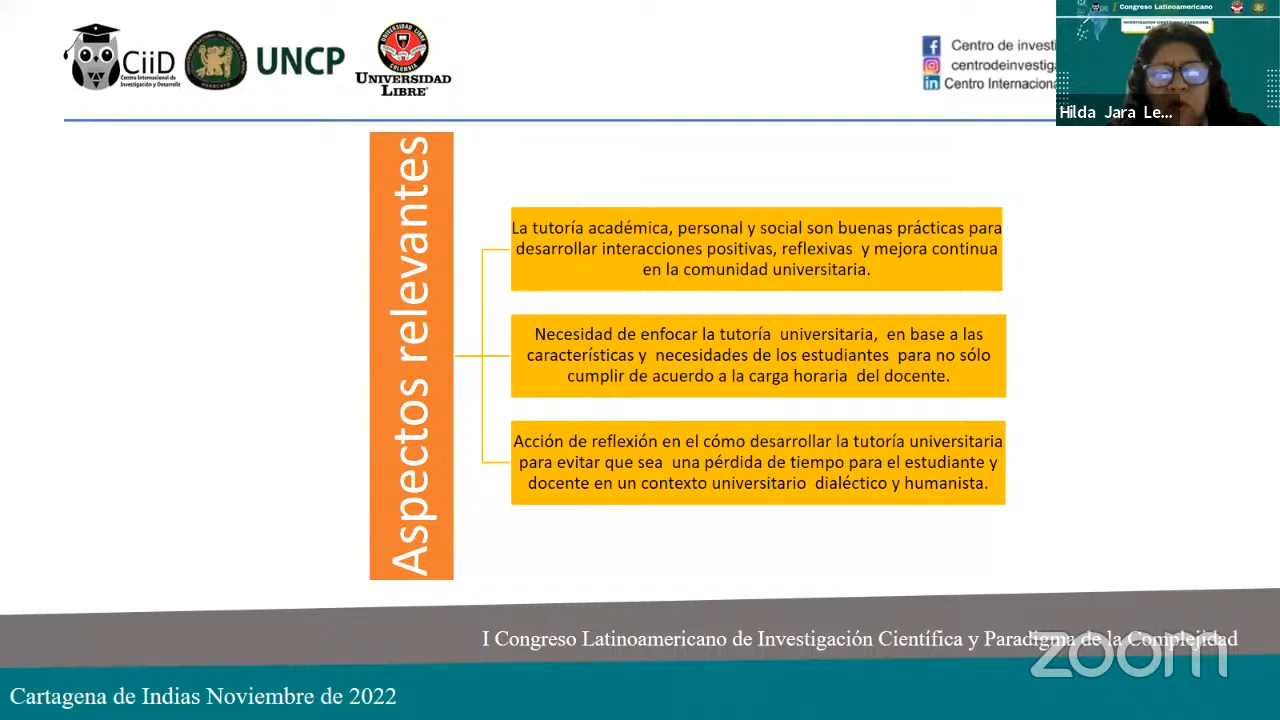 CiiD
Centro Internacional de
Investigación y Desarrollo
UNCP
UNIVERSIDAD LIBRE
COLOMBIA
UNIVERSIDAD
LIBRE
Centro de investi
centrodeinvestiga
Centro Internaciona
I Congreso Latinoamericano
Hilda Jara Le...
Aspectos relevantes
La tutoría académica, personal y social son buenas prácticas para
desarrollar interacciones positivas, reflexivas y mejora continua
en la comunidad universitaria.
Necesidad de enfocar la tutoría universitaria, en base a las
características y necesidades de los estudiantes para no sólo
cumplir de acuerdo a la carga horaria del docente.
Acción de reflexión en el cómo desarrollar la tutoría universitaria
para evitar que sea una pérdida de tiempo para el estudiante y
docente en un contexto universitario dialéctico y humanista.
I Congreso Latinoamericano de Investigación Científica y Paradigma de la Complejidad
zoom
Cartagena de Indias Noviembre de 2022